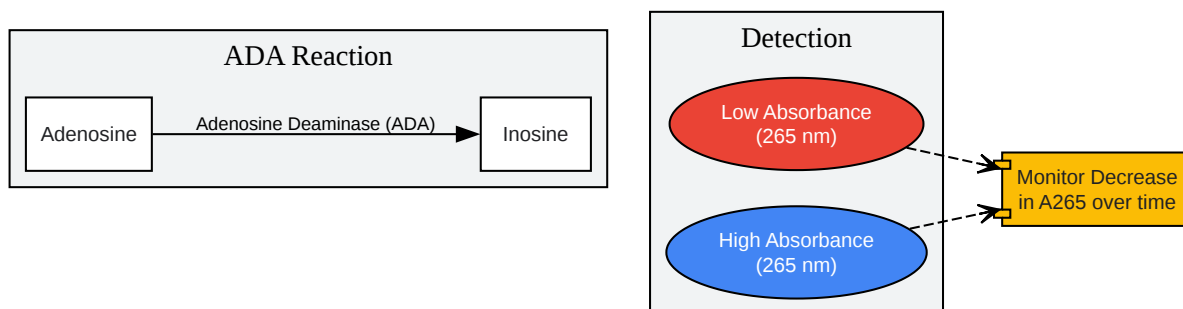 ADA Reaction
Adenosine
Adenosine Deaminase (ADA)
Inosine
Detection
Low Absorbance
(265 nm)
High Absorbance
(265 nm)
Monitor Decrease
in A265 over time